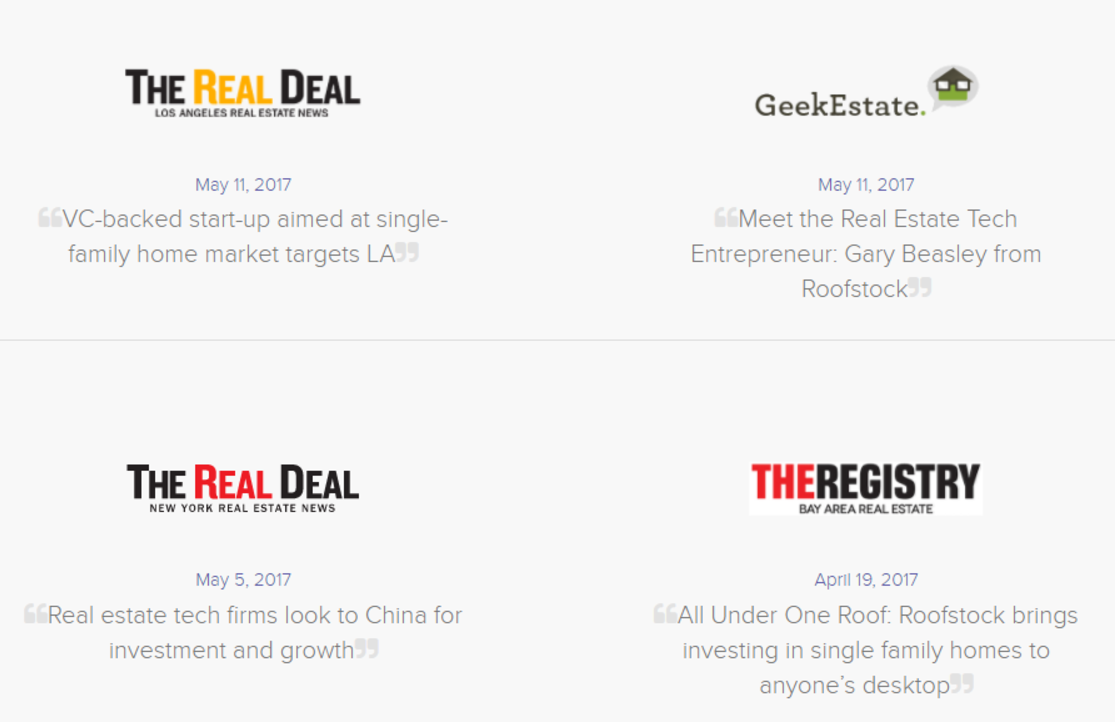 THE REAL DEAL
LOS ANGELES REAL ESTATE NEWS
May 11, 2017
❝VC-backed start-up aimed at single-
family home market targets LA❞
GeekEstate.
May 11, 2017
❝Meet the Real Estate Tech
Entrepreneur: Gary Beasley from
Roofstock❞
THE REAL DEAL
NEW YORK REAL ESTATE NEWS
May 5, 2017
❝Real estate tech firms look to China for
investment and growth❞
THEREGISTRY
BAY AREA REAL ESTATE
April 19, 2017
❝All Under One Roof: Roofstock brings
investing in single family homes to
anyone’s desktop❞